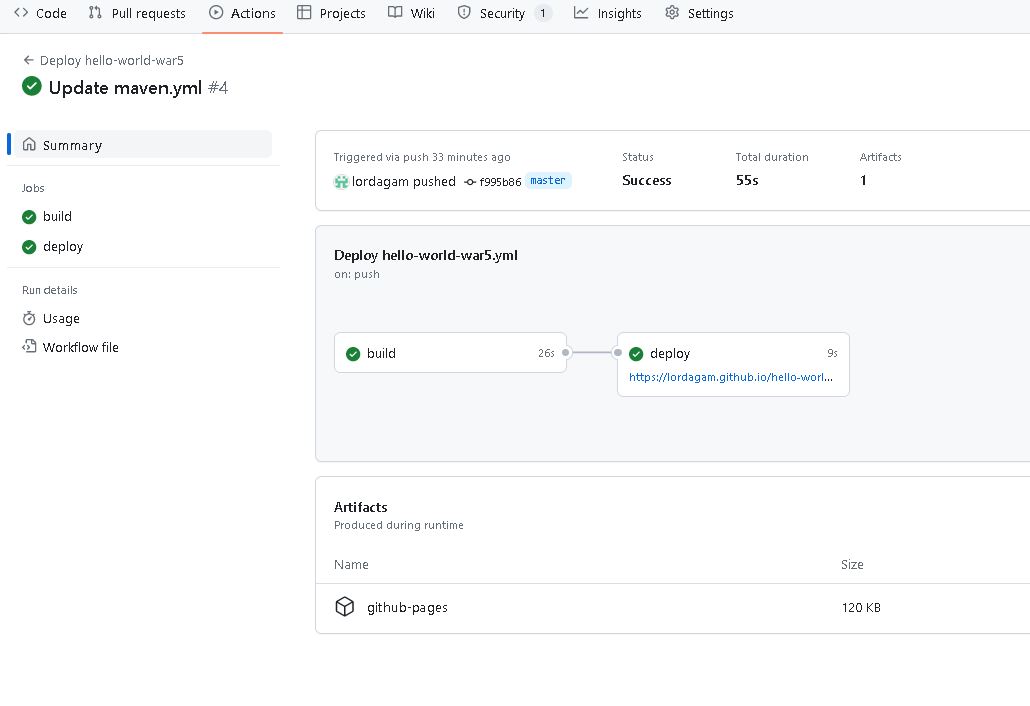 Code Pull requests Actions Projects Wiki Security 1 Insights Settings
Deploy hello-world-war5
Update maven.yml #4
Summary
Jobs
build
deploy
Run details
Usage
Workflow file
Triggered via push 33 minutes ago
lordagam pushed f995b86 master
Status
Success
Total duration
55s
Artifacts
1
Deploy hello-world-war5.yml
on: push
build 26s
deploy 9s
https://lordagam.github.io/hello-worl...
Artifacts
Produced during runtime
Name Size
github-pages 120 KB